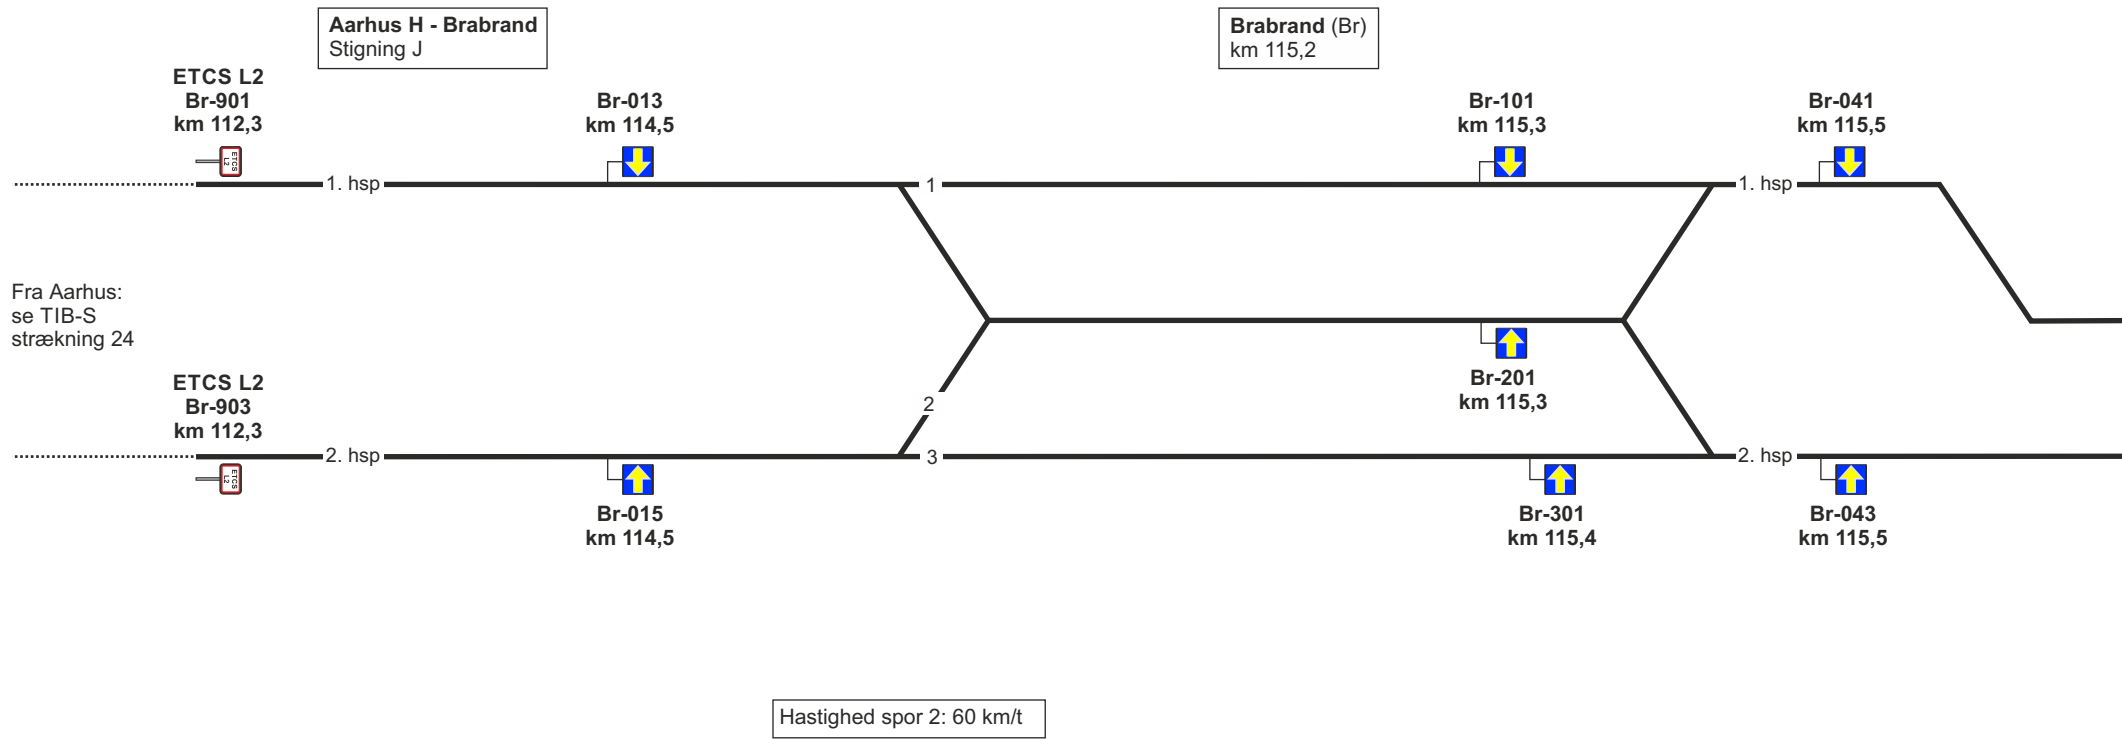 Aarhus H - Brabrand
Stigning J
Brabrand (Br)
km 115,2
ETCS L2
Br-901
km 112,3
Br-013
km 114,5
Br-101
km 115,3
Br-041
km 115,5
ETCS
L2
1. hsp
1
1. hsp
Fra Aarhus:
se TIB-S
strækning 24
ETCS L2
Br-903
km 112,3
Br-201
km 115,3
2
2. hsp
3
2. hsp
ETCS
L2
Br-015
km 114,5
Br-301
km 115,4
Br-043
km 115,5
Hastighed spor 2: 60 km/t